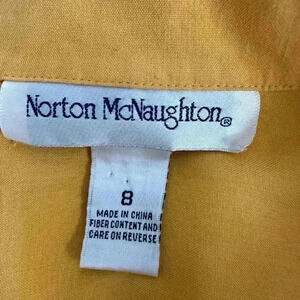 Norton McNaughton®
8
MADE IN CHINA
FIBER CONTENT AND
CARE ON REVERSE